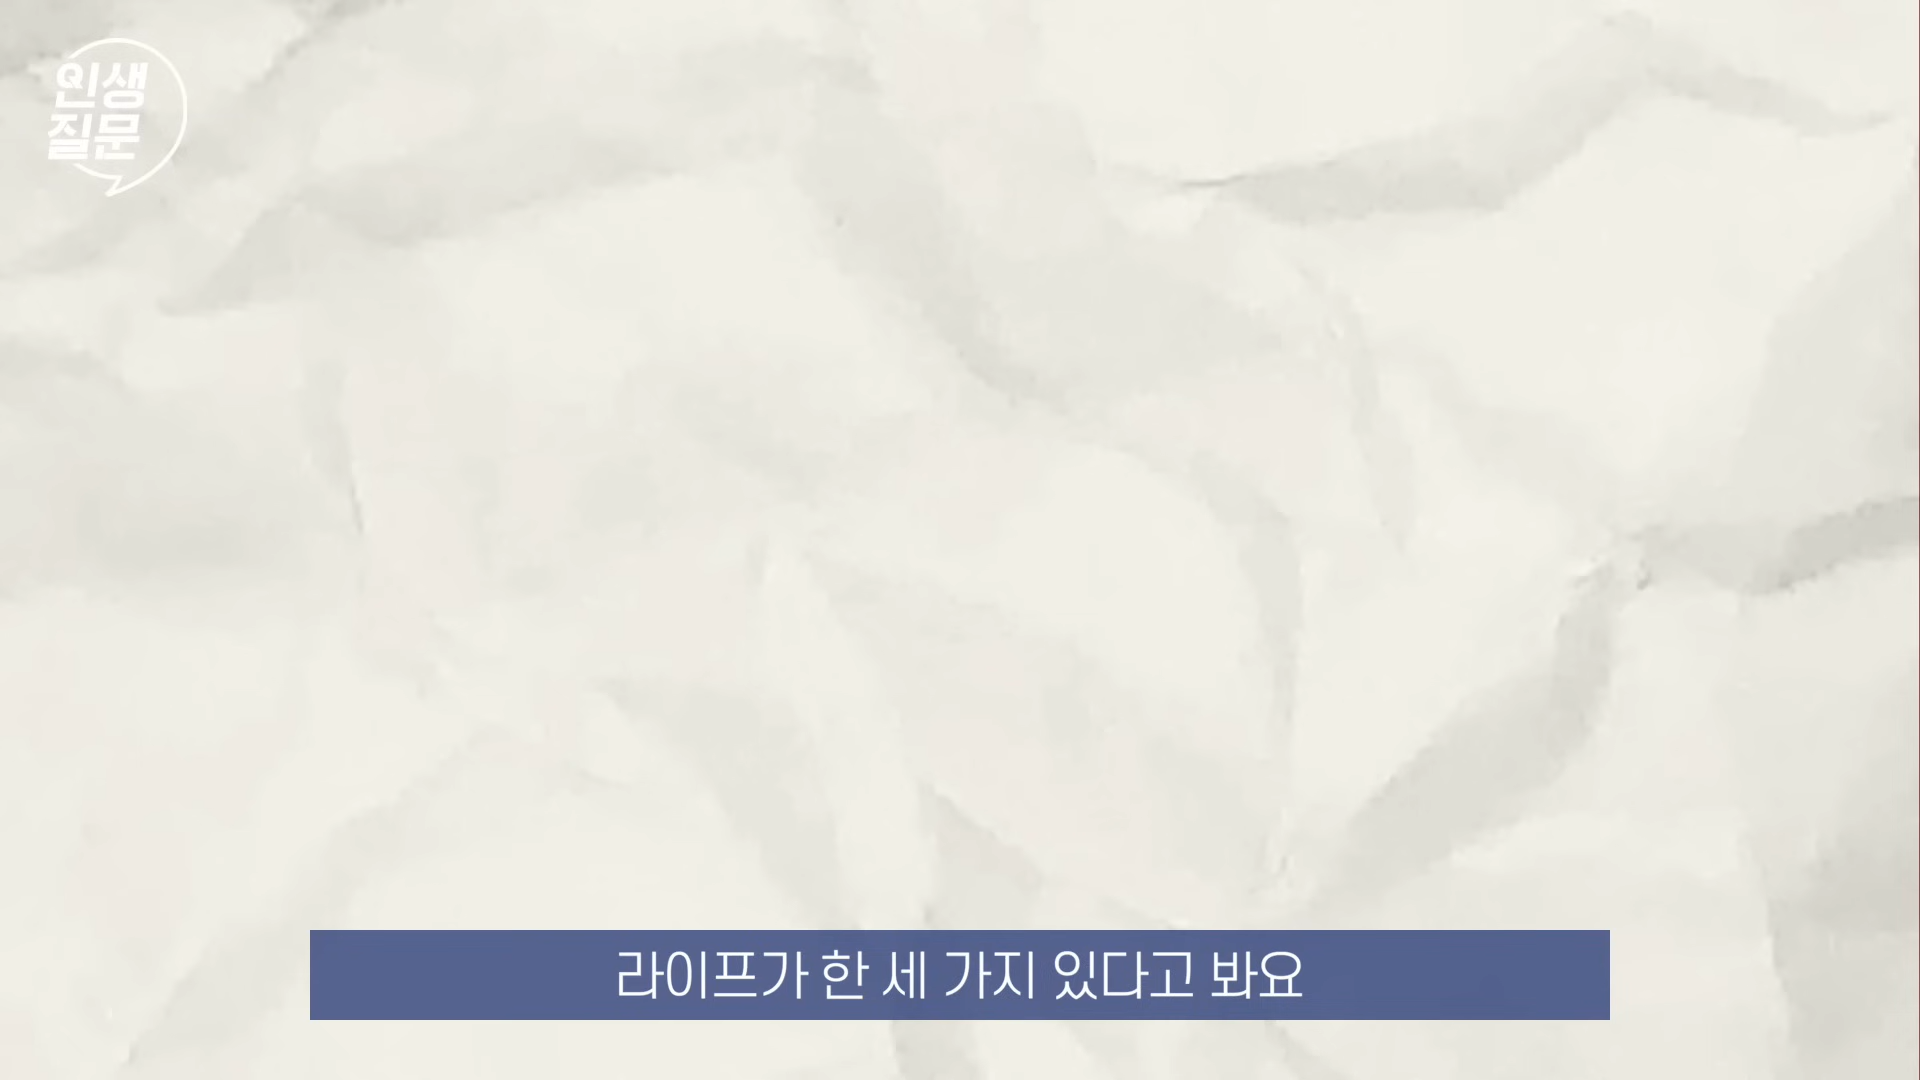 인생
질문
라이프가 한 세 가지 있다고 봐요